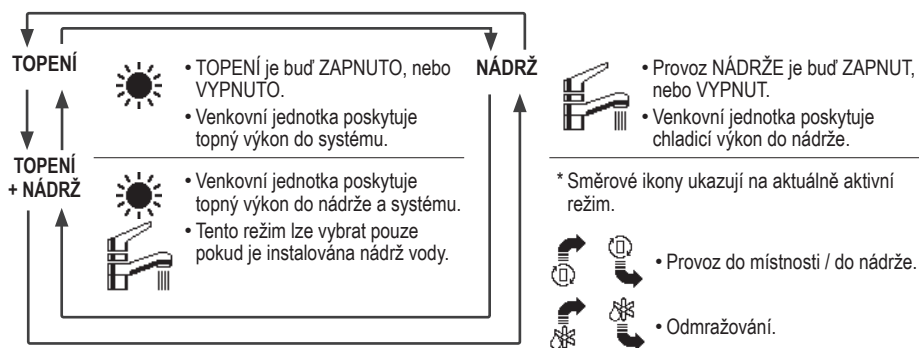 TOPENÍ
• TOPENÍ je buď ZAPNUTO, nebo
VYPNUTO.
• Venkovní jednotka poskytuje
topný výkon do systému.
TOPENÍ
+ NÁDRŽ
• Venkovní jednotka poskytuje
topný výkon do nádrže a systému.
• Tento režim lze vybrat pouze
pokud je instalována nádrž vody.
NÁDRŽ
• Provoz NÁDRŽE je buď ZAPNUT,
nebo VYPNUT.
• Venkovní jednotka poskytuje
chladicí výkon do nádrže.
* Směrové ikony ukazují na aktuálně aktivní
režim.
• Provoz do místnosti / do nádrže.
• Odmražování.